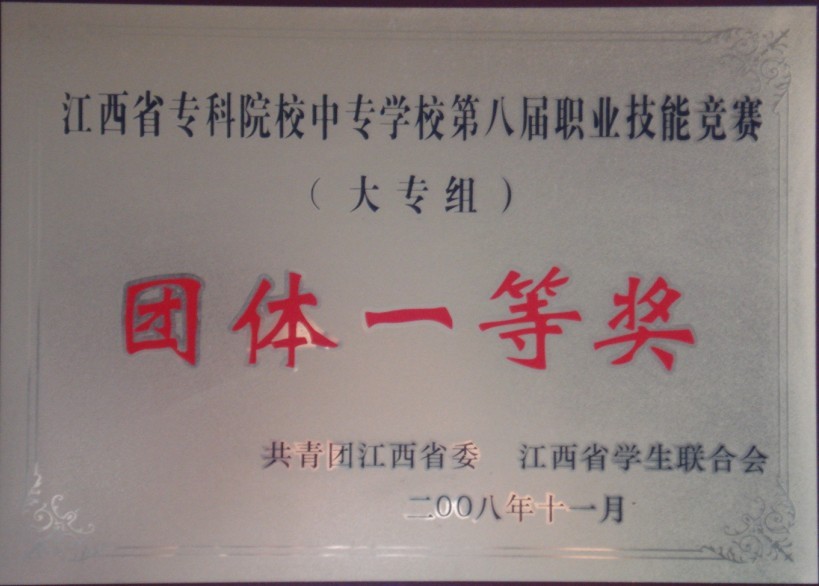 江西省专科院校中专学校第八届职业技能竞赛
（大专组）
团体一等奖
共青团江西省委 江西省学生联合会
二00八年十一月